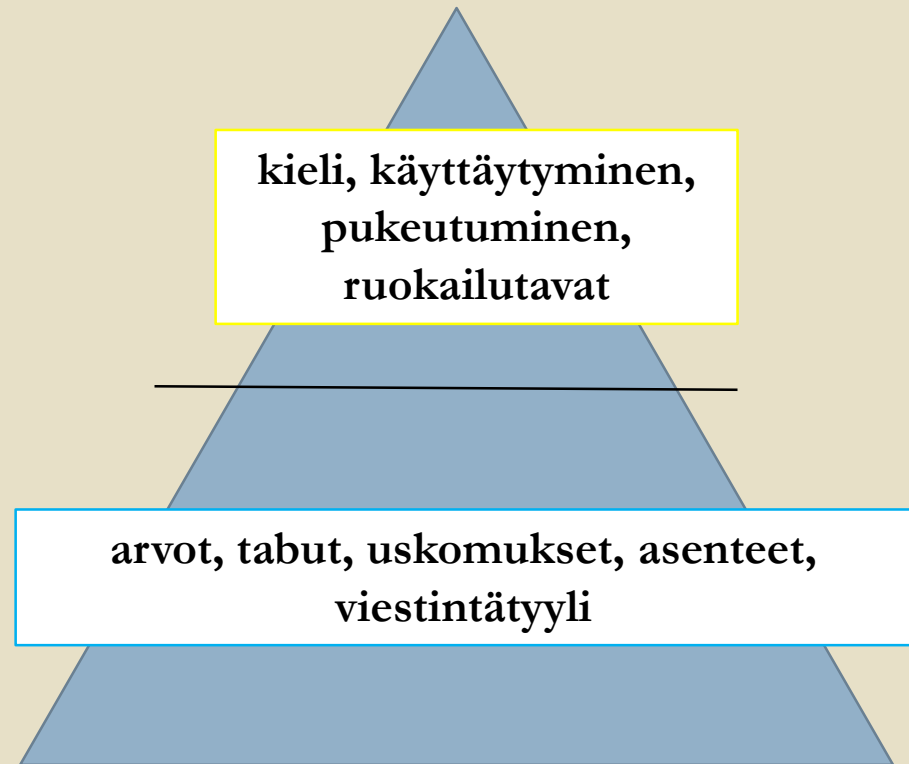 kieli, käyttäytyminen,
pukeutuminen,
ruokailutavat
arvot, tabut, uskomukset, asenteet,
viestintätyyli